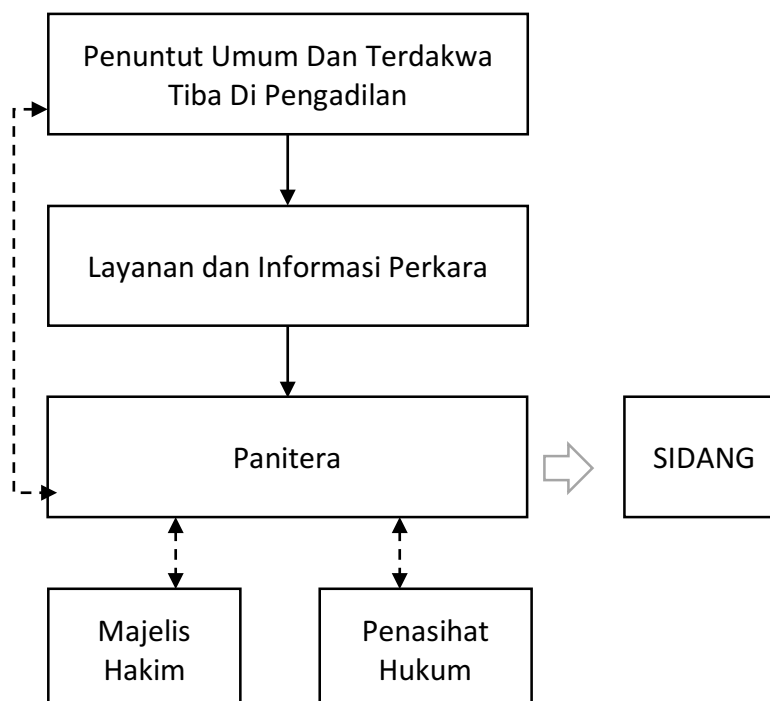 Penuntut Umum Dan Terdakwa
Tiba Di Pengadilan
Layanan dan Informasi Perkara
Panitera
SIDANG
Majelis
Hakim
Penasihat
Hukum